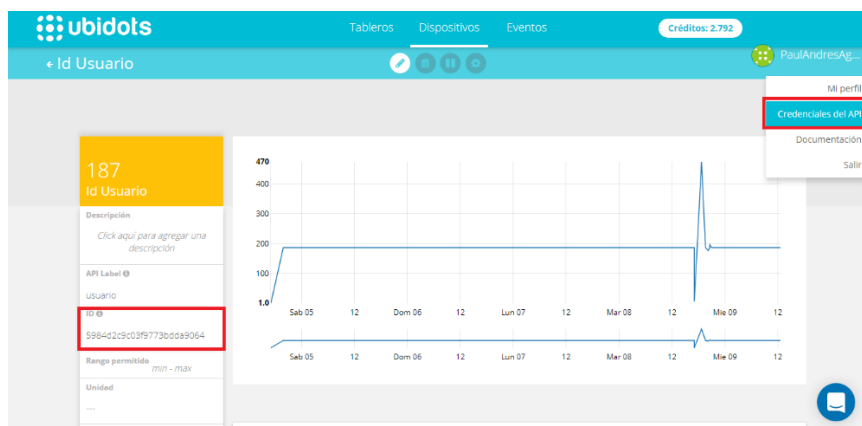 ubidots
Tableros Dispositivos Eventos Créditos: 2.792
← Id Usuario
PaulAndresAg...
Mi perfil
Credenciales del API
Documentación
Salir
187
Id Usuario
Descripción
Click aquí para agregar una
descripción
API Label
usuario
ID
5984d2c9c03f9773bdda9064
Rango permitido
min - max
Unidad
---
470
400
300
200
100
1.0
Sab 05 12 Dom 06 12 Lun 07 12 Mar 08 12 Mie 09 12
Sab 05 12 Dom 06 12 Lun 07 12 Mar 08 12 Mie 09 12